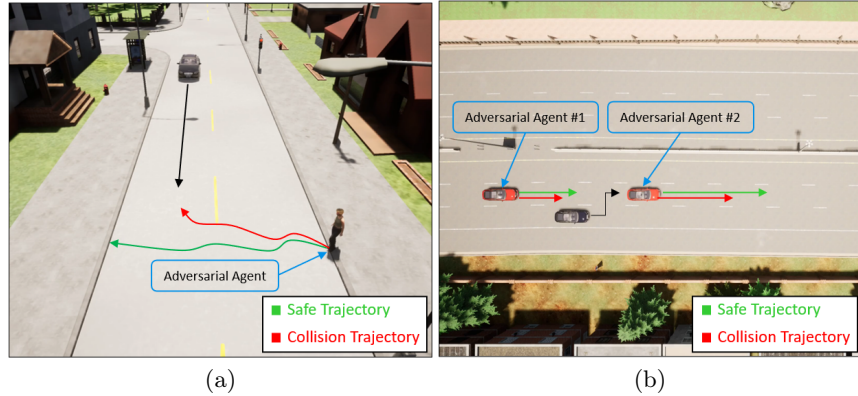 Adversarial Agent
Safe Trajectory
Collision Trajectory
(a)
Adversarial Agent #1
Adversarial Agent #2
Safe Trajectory
Collision Trajectory
(b)